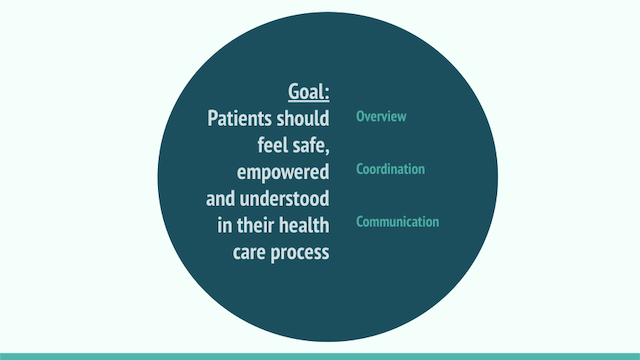 Goal:
Patients should
feel safe,
empowered
and understood
in their health
care process
Overview
Coordination
Communication